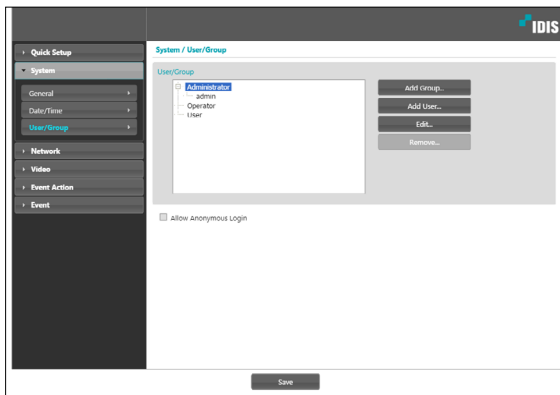 IDIS
Quick Setup
System
General
Date/Time
User/Group
Network
Video
Event Action
Event
System / User/Group
User/Group
Administrator
admin
Operator
User
Add Group...
Add User...
Edit...
Remove...
Allow Anonymous Login
Save